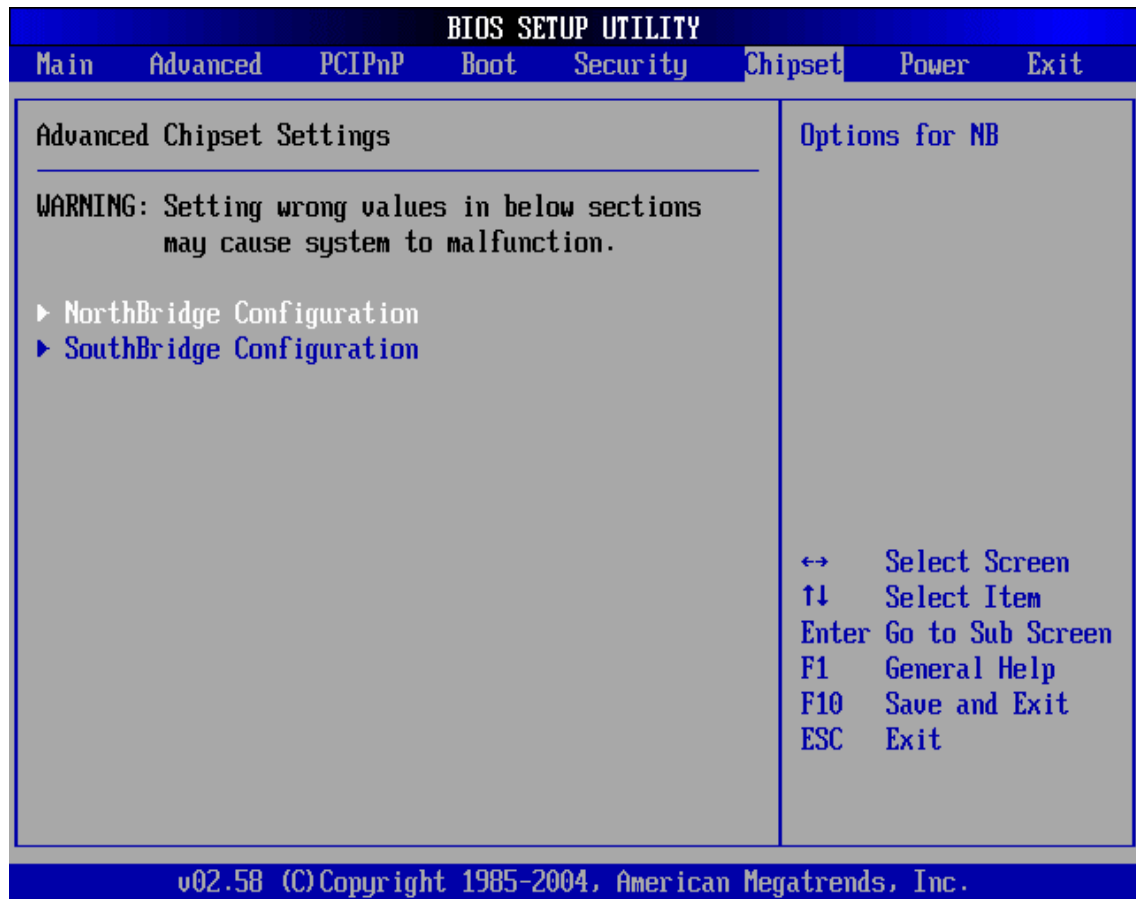 BIOS SETUP UTILITY
Main Advanced PCIPnP Boot Security Chipset Power Exit
Advanced Chipset Settings
WARNING: Setting wrong values in below sections
may cause system to malfunction.
▶ NorthBridge Configuration
▶ SouthBridge Configuration
Options for NB
↔ Select Screen
↑↓ Select Item
Enter Go to Sub Screen
F1 General Help
F10 Save and Exit
ESC Exit
v02.58 (C)Copyright 1985-2004, American Megatrends, Inc.